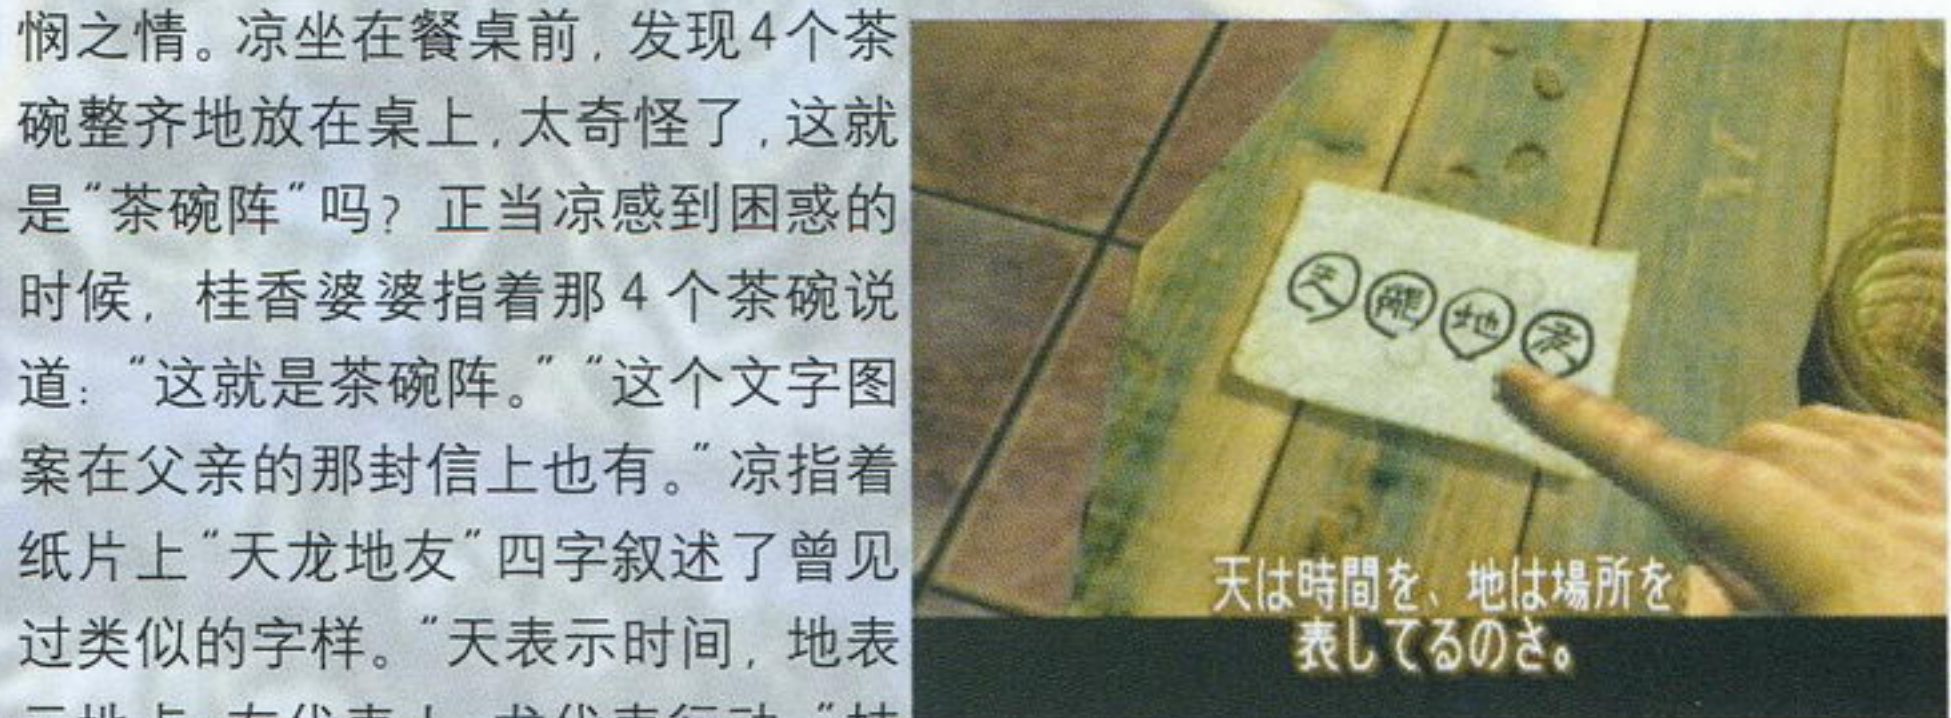 悯之情。凉坐在餐桌前，发现4个茶
碗整齐地放在桌上，太奇怪了，这就
是“茶碗阵”吗？正当凉感到困惑的
时候，桂香婆婆指着那4个茶碗说
道：“这就是茶碗阵。”“这个文字图
案在父亲的那封信上也有。”凉指着
纸片上“天龙地友”四字叙述了曾见
过类似的字样。“天表示时间，地表
天 龍 地 友
天は時間を、地は場所を
表してるのさ。